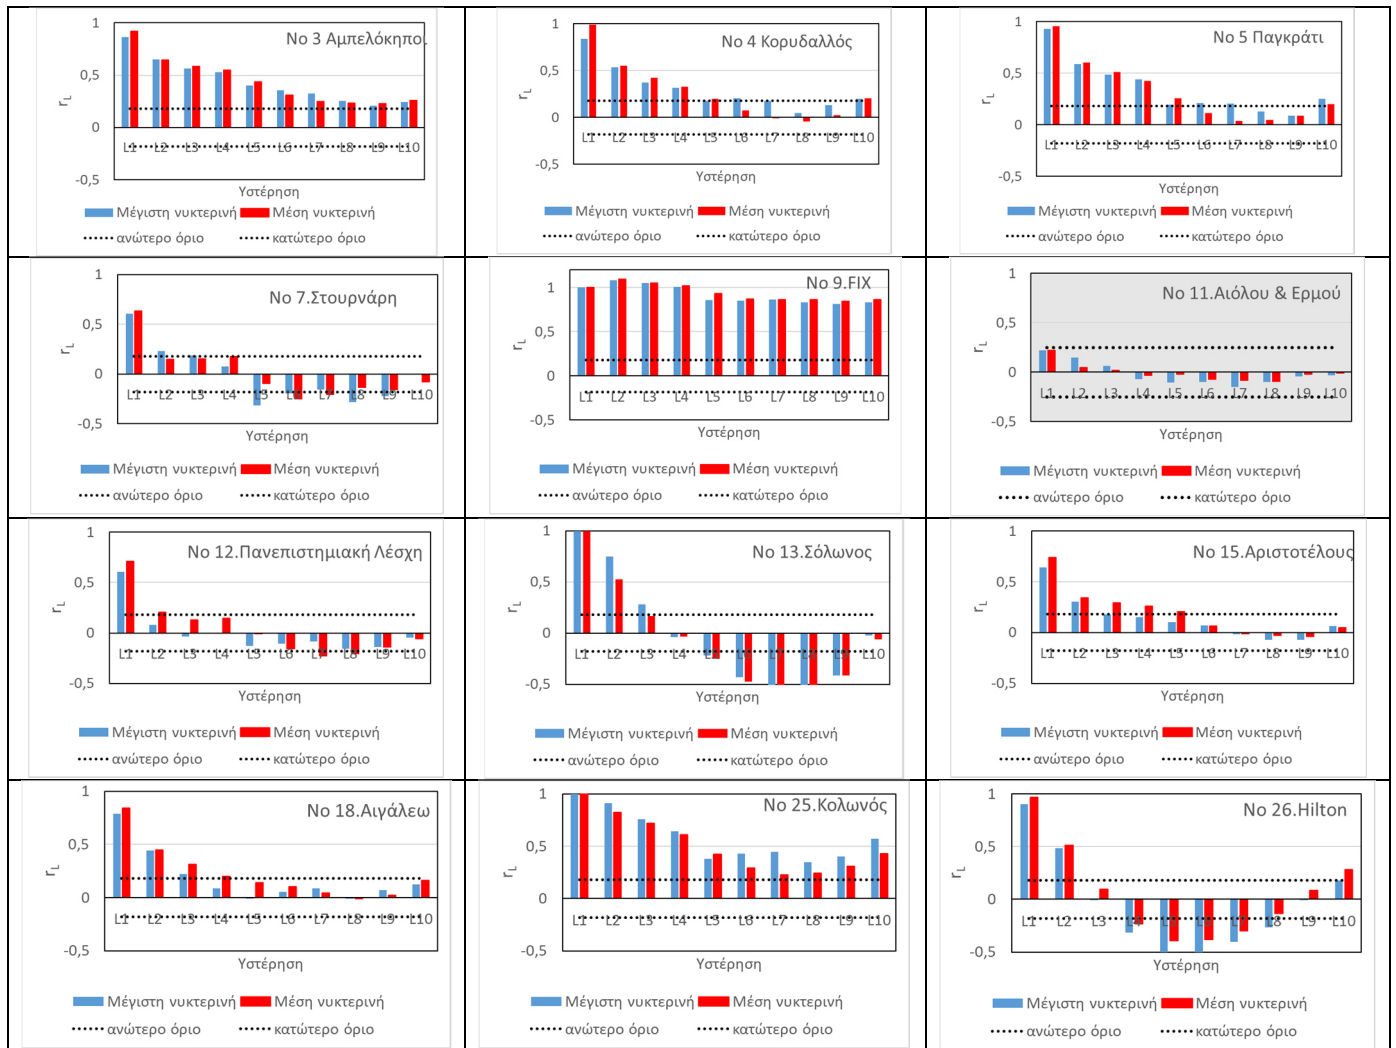 No 3 Αμπελόκηποι
1
0,5
0
-0,5
r_L
L1 L2 L3 L4 L5 L6 L7 L8 L9 L10
Υστέρηση
Μέγιστη νυκτερινή Μέση νυκτερινή
ανώτερο όριο κατώτερο όριο
No 4 Κορυδαλλός
1
0,5
0
-0,5
r_L
L1 L2 L3 L4 L5 L6 L7 L8 L9 L10
Υστέρηση
Μέγιστη νυκτερινή Μέση νυκτερινή
ανώτερο όριο κατώτερο όριο
No 5 Παγκράτι
1
0,5
0
-0,5
r_L
L1 L2 L3 L4 L5 L6 L7 L8 L9 L10
Υστέρηση
Μέγιστη νυκτερινή Μέση νυκτερινή
ανώτερο όριο κατώτερο όριο
No 7.Στουρνάρη
1
0,5
0
-0,5
r_L
L1 L2 L3 L4 L5 L6 L7 L8 L9 L10
Υστέρηση
Μέγιστη νυκτερινή Μέση νυκτερινή
ανώτερο όριο κατώτερο όριο
No 9.FIX
1
0,5
0
-0,5
r_L
L1 L2 L3 L4 L5 L6 L7 L8 L9 L10
Υστέρηση
Μέγιστη νυκτερινή Μέση νυκτερινή
ανώτερο όριο κατώτερο όριο
No 11.Αιόλου & Ερμού
1
0,5
0
-0,5
r_L
L1 L2 L3 L4 L5 L6 L7 L8 L9 L10
Υστέρηση
Μέγιστη νυκτερινή Μέση νυκτερινή
ανώτερο όριο κατώτερο όριο
No 12.Πανεπιστημιακή Λέσχη
1
0,5
0
-0,5
r_L
L1 L2 L3 L4 L5 L6 L7 L8 L9 L10
Υστέρηση
Μέγιστη νυκτερινή Μέση νυκτερινή
ανώτερο όριο κατώτερο όριο
No 13.Σόλωνος
1
0,5
0
-0,5
r_L
L1 L2 L3 L4 L5 L6 L7 L8 L9 L10
Υστέρηση
Μέγιστη νυκτερινή Μέση νυκτερινή
ανώτερο όριο κατώτερο όριο
No 15.Αριστοτέλους
1
0,5
0
-0,5
r_L
L1 L2 L3 L4 L5 L6 L7 L8 L9 L10
Υστέρηση
Μέγιστη νυκτερινή Μέση νυκτερινή
ανώτερο όριο κατώτερο όριο
No 18.Αιγάλεω
1
0,5
0
-0,5
r_L
L1 L2 L3 L4 L5 L6 L7 L8 L9 L10
Υστέρηση
Μέγιστη νυκτερινή Μέση νυκτερινή
ανώτερο όριο κατώτερο όριο
No 25.Κολωνός
1
0,5
0
-0,5
r_L
L1 L2 L3 L4 L5 L6 L7 L8 L9 L10
Υστέρηση
Μέγιστη νυκτερινή Μέση νυκτερινή
ανώτερο όριο κατώτερο όριο
No 26.Hilton
1
0,5
0
-0,5
r_L
L1 L2 L3 L4 L5 L6 L7 L8 L9 L10
Υστέρηση
Μέγιστη νυκτερινή Μέση νυκτερινή
ανώτερο όριο κατώτερο όριο